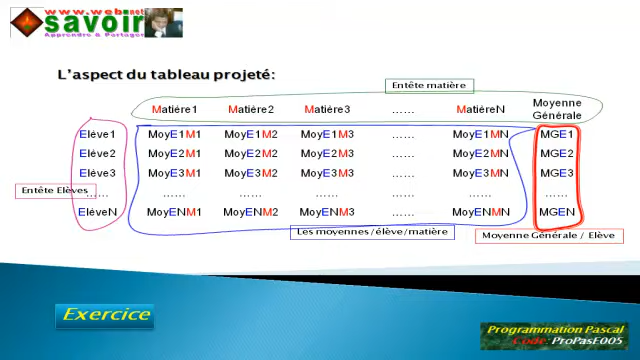 www.web net
savoir
Apprendre & Partager
L'aspect du tableau projeté:
Entête matière
Matière1 Matière2 Matière3 ...... MatièreN Moyenne Générale
Elève1 MoyE1M1 MoyE1M2 MoyE1M3 ...... MoyE1MN MGE1
Elève2 MoyE2M1 MoyE2M2 MoyE2M3 ...... MoyE2MN MGE2
Elève3 MoyE3M1 MoyE3M2 MoyE3M3 ...... MoyE3MN MGE3
Entête Elèves ...... ...... ...... ...... ...... ......
ElèveN MoyENM1 MoyENM2 MoyENM3 ...... MoyENMN MGEN
Les moyennes/élève/matière
Moyenne Générale / Elève
Exercice
Programmation Pascal
Code: ProPasE005